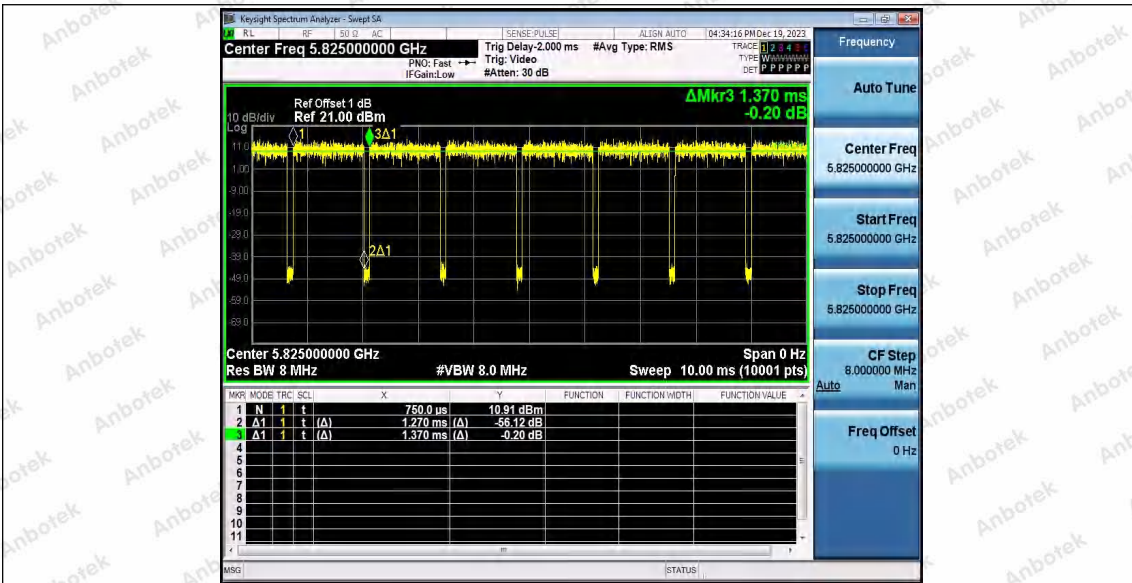 Keysight Spectrum Analyzer - Swept SA
RL RF 50 Ω AC SENSE:PULSE ALIGN AUTO 04:34:16 PM Dec 19, 2023
Center Freq 5.825000000 GHz
PNO: Fast
IFGain:Low
Trig Delay-2.000 ms
Trig: Video
#Atten: 30 dB
#Avg Type: RMS
TRACE 1 2 3 4 5 6
TYPE WWWWWW
DET P P P P P P
Frequency
Auto Tune
Center Freq
5.825000000 GHz
Start Freq
5.825000000 GHz
Stop Freq
5.825000000 GHz
CF Step
8.000000 MHz
Auto Man
Freq Offset
0 Hz
ΔMkr3 1.370 ms
-0.20 dB
Ref Offset 1 dB
10 dB/div Ref 21.00 dBm
Log
11.0
1.00
-9.00
-19.0
-29.0
-39.0
-49.0
-59.0
-69.0
1
3Δ1
2Δ1
Center 5.825000000 GHz Span 0 Hz
Res BW 8 MHz #VBW 8.0 MHz Sweep 10.00 ms (10001 pts)
MKR MODE TRC SCL X Y FUNCTION FUNCTION WIDTH FUNCTION VALUE
1 N 1 t 750.0 µs 10.91 dBm
2 Δ1 1 t (Δ) 1.270 ms (Δ) -56.12 dB
3 Δ1 1 t (Δ) 1.370 ms (Δ) -0.20 dB
4
5
6
7
8
9
10
11
MSG STATUS
Anbotek